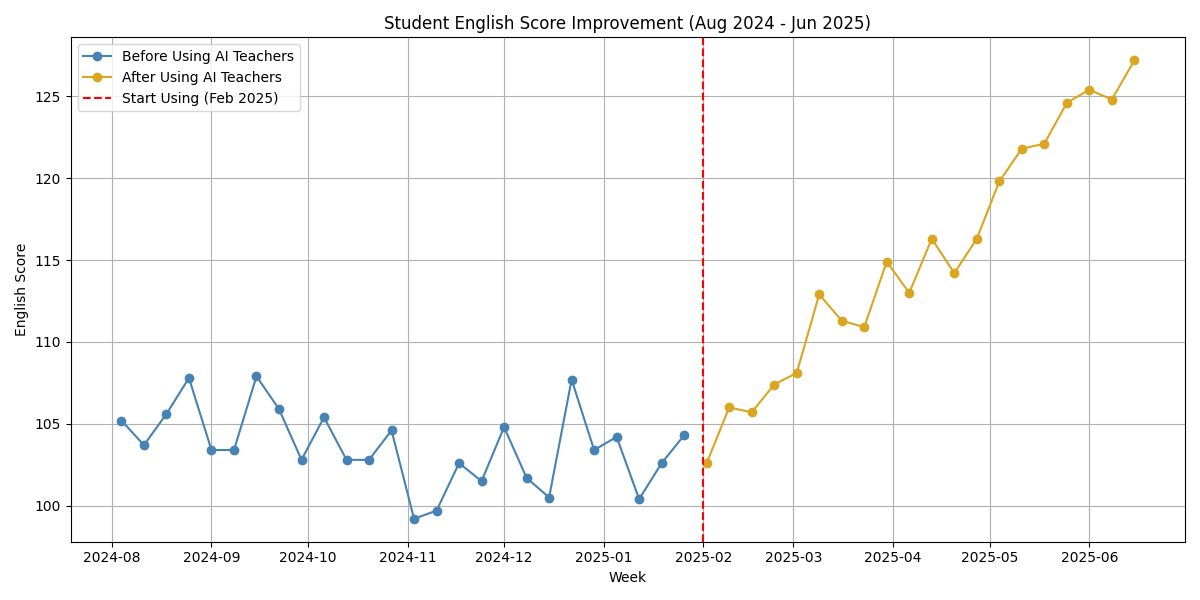 Student English Score Improvement (Aug 2024 - Jun 2025)
Before Using AI Teachers
After Using AI Teachers
Start Using (Feb 2025)
English Score
125
120
115
110
105
100
2024-08
2024-09
2024-10
2024-11
2024-12
2025-01
2025-02
2025-03
2025-04
2025-05
2025-06
Week